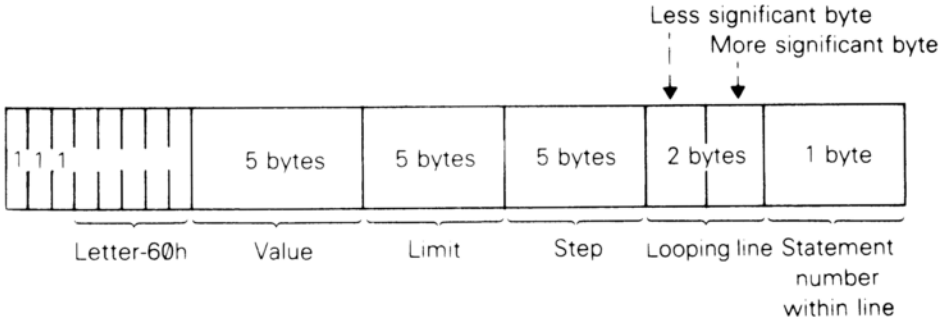 Less significant byte
More significant byte
1 1 1
5 bytes
5 bytes
5 bytes
2 bytes
1 byte
Letter-60h
Value
Limit
Step
Looping line
Statement
number
within line